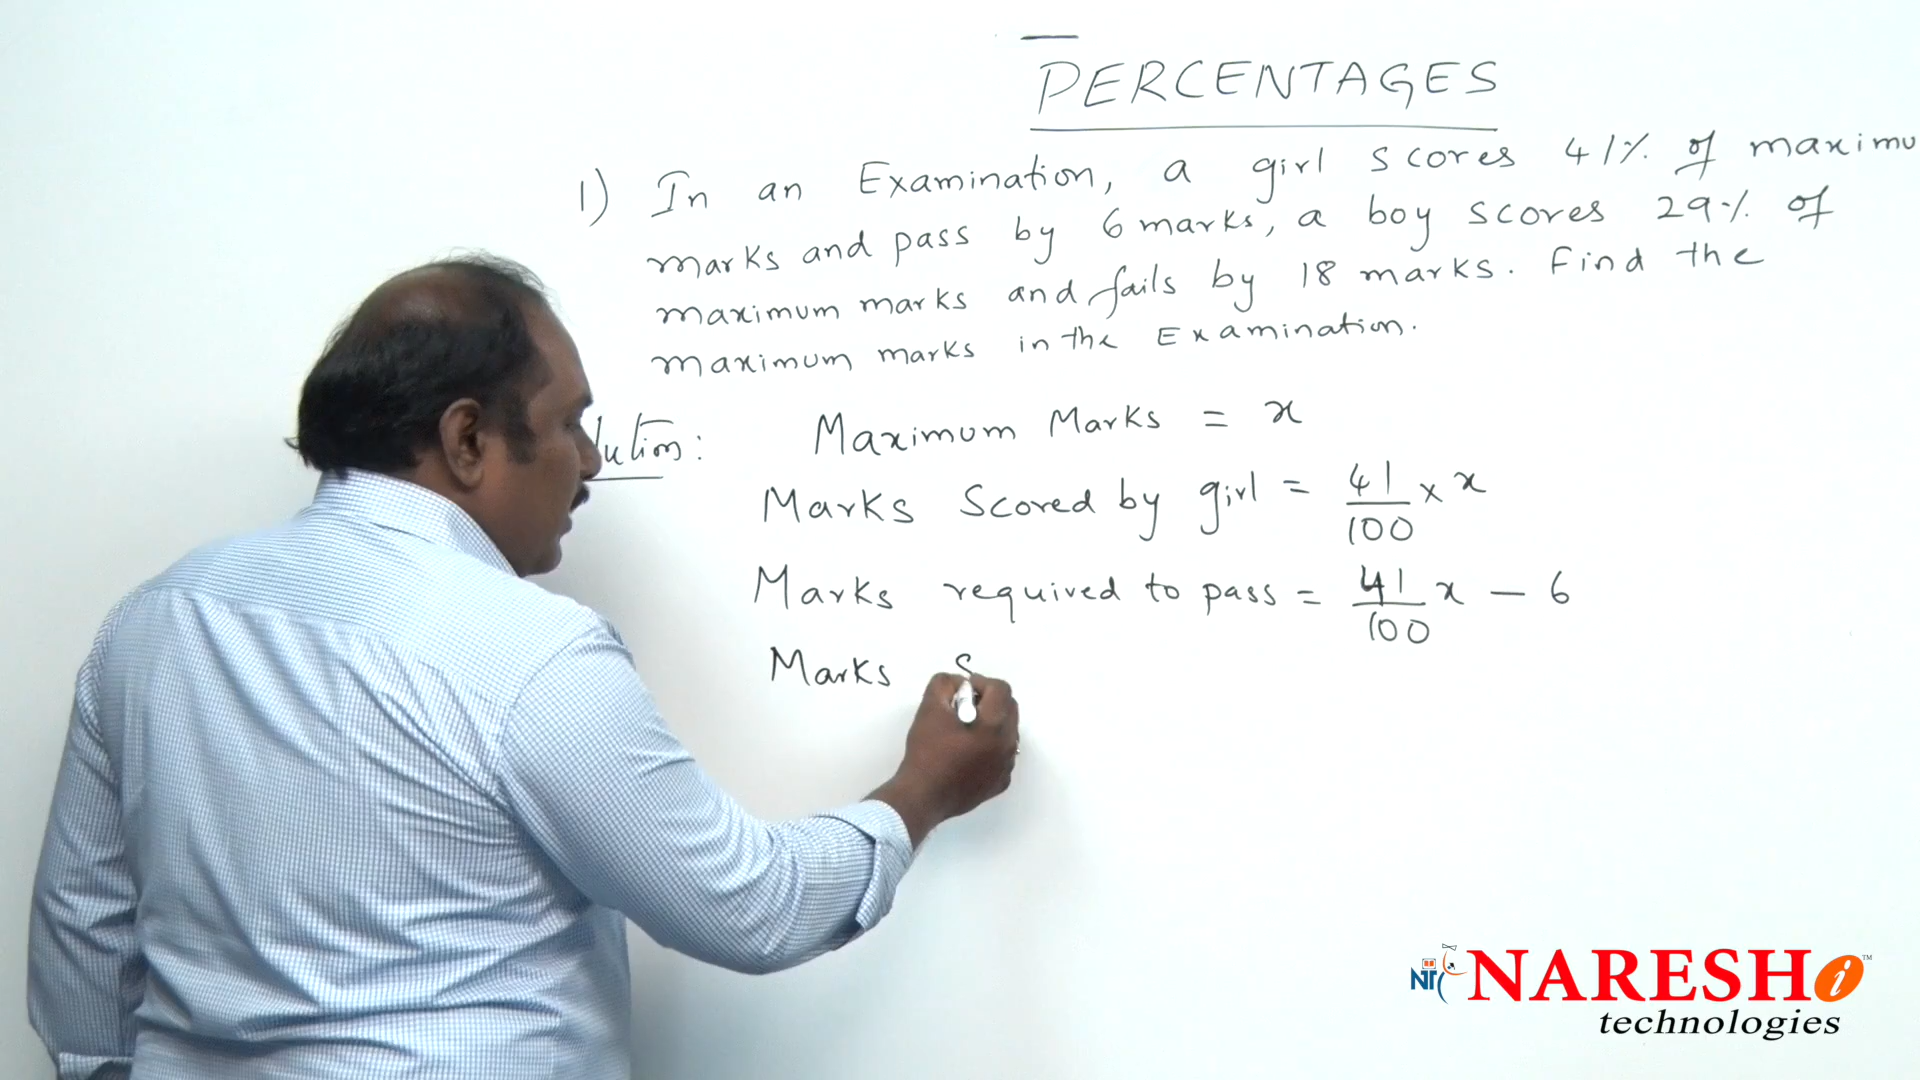 PERCENTAGES
1) In an Examination, a girl scores 41% of maximu
marks and pass by 6 marks, a boy scores 29% of
maximum marks and fails by 18 marks. Find the
maximum marks in the Examination.
lution: Maximum Marks = x
Marks Scored by girl = 41/100 × x
Marks required to pass = 41/100 x - 6
Marks S
NARESH i ™
technologies